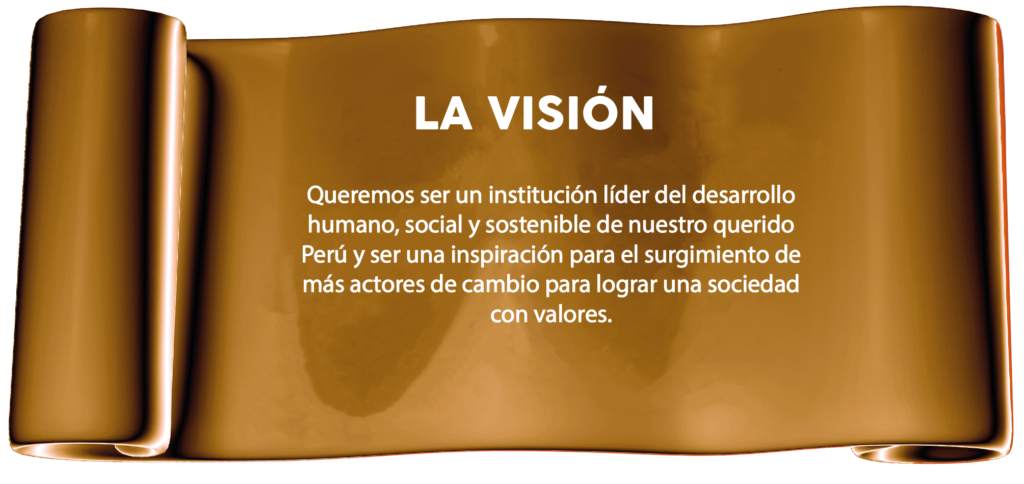 LA VISIÓN
Queremos ser un institución líder del desarrollo
humano, social y sostenible de nuestro querido
Perú y ser una inspiración para el surgimiento de
más actores de cambio para lograr una sociedad
con valores.